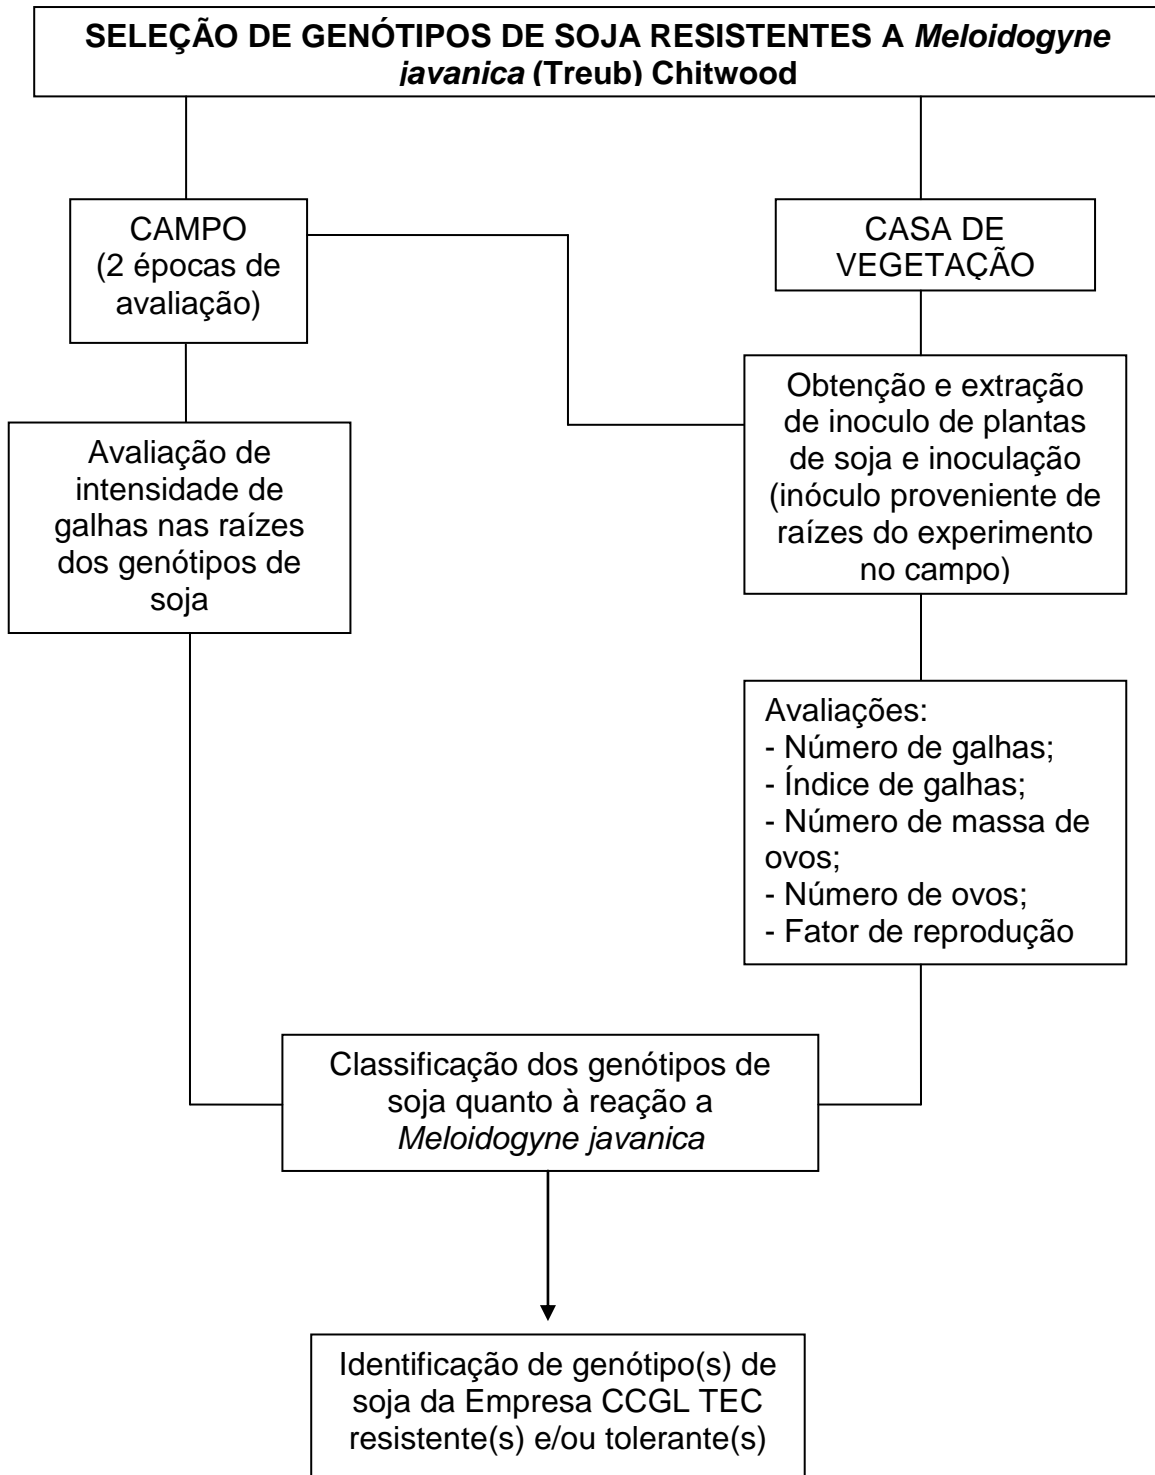 SELEÇÃO DE GENÓTIPOS DE SOJA RESISTENTES A Meloidogyne
javanica (Treub) Chitwood
CAMPO
(2 épocas de
avaliação)
CASA DE
VEGETAÇÃO
Avaliação de
intensidade de
galhas nas raízes
dos genótipos de
soja
Obtenção e extração
de inoculo de plantas
de soja e inoculação
(inóculo proveniente de
raízes do experimento
no campo)
Avaliações:
- Número de galhas;
- Índice de galhas;
- Número de massa de
ovos;
- Número de ovos;
- Fator de reprodução
Classificação dos genótipos de
soja quanto à reação a
Meloidogyne javanica
Identificação de genótipo(s) de
soja da Empresa CCGL TEC
resistente(s) e/ou tolerante(s)